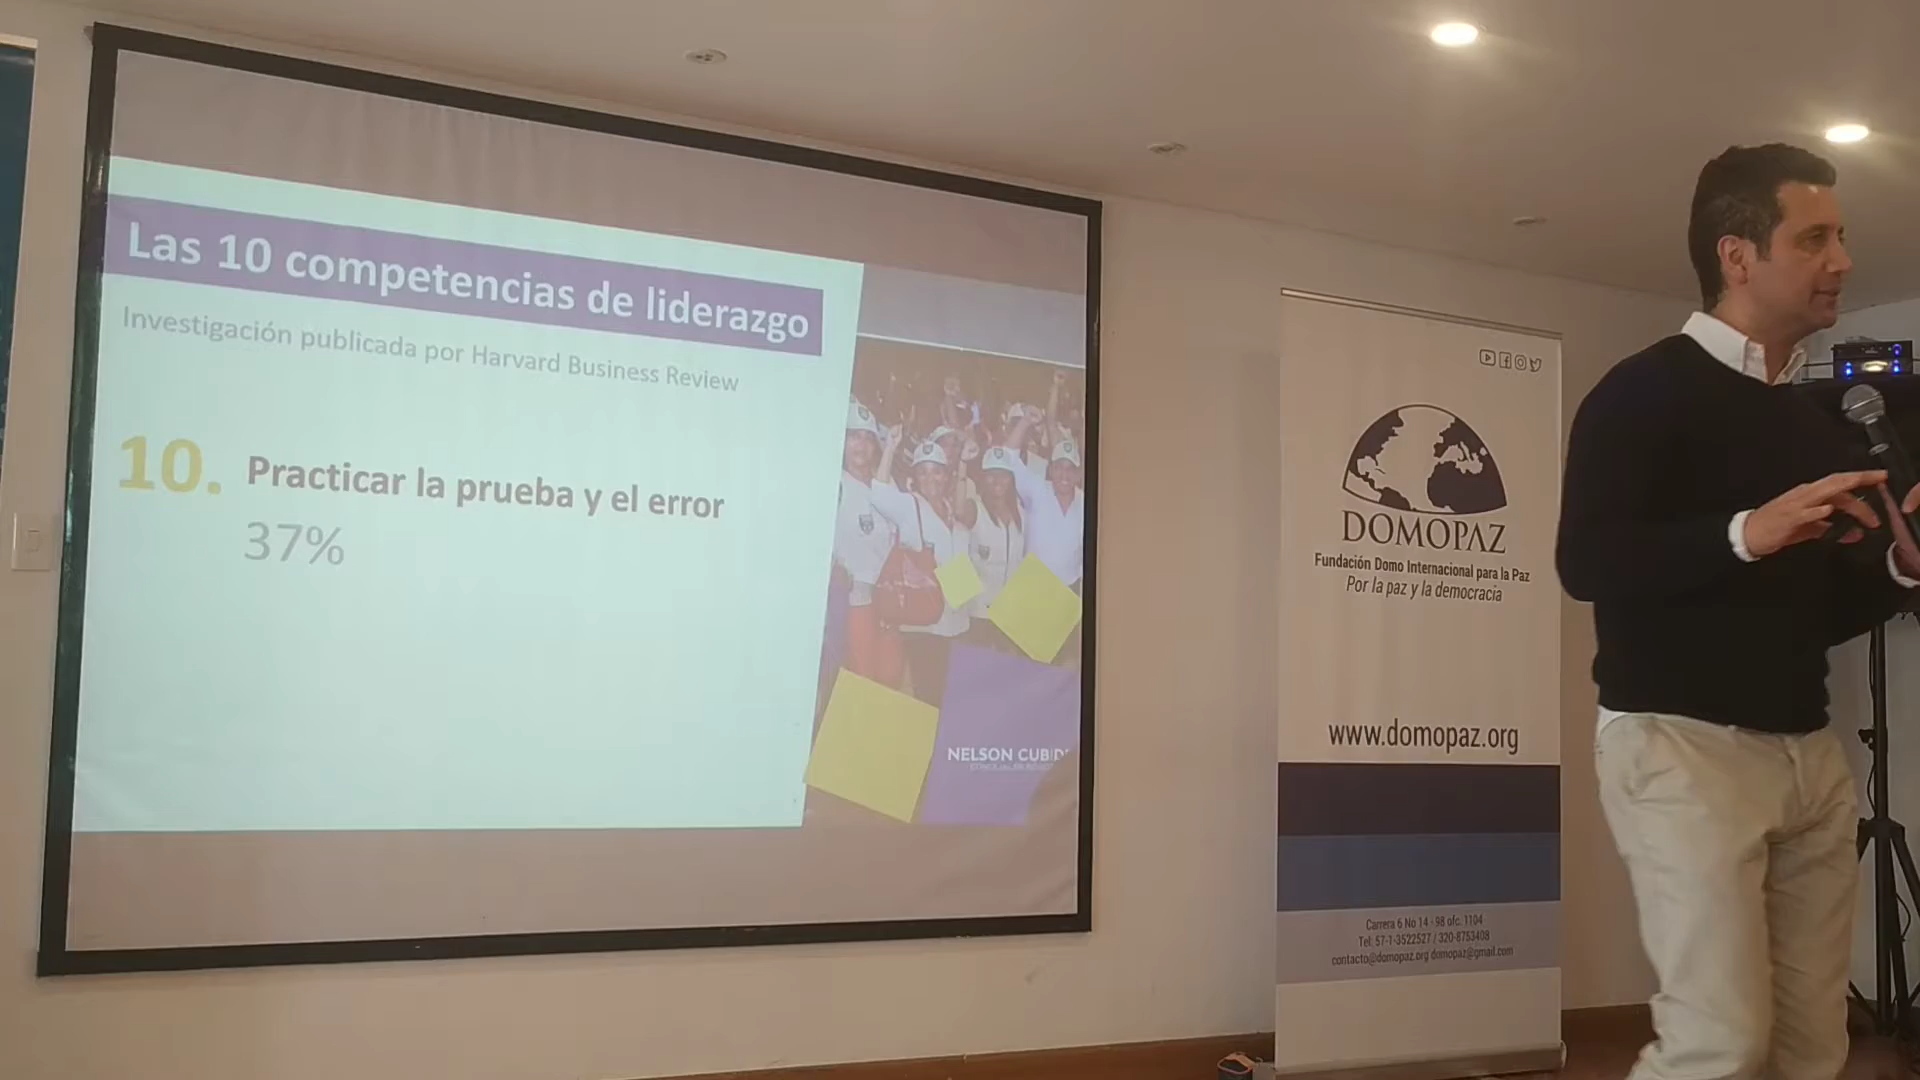 Las 10 competencias de liderazgo
Investigación publicada por Harvard Business Review
10. Practicar la prueba y el error
37%
NELSON CUBID
DOMOPAZ
Fundación Domo Internacional para la Paz
Por la paz y la democracia
www.domopaz.org
Carrera 6 No 14 - 98 ofc. 1104
Tel: 57-1-3522527 / 320-8753408
contacto@domopaz.org domopaz@gmail.com